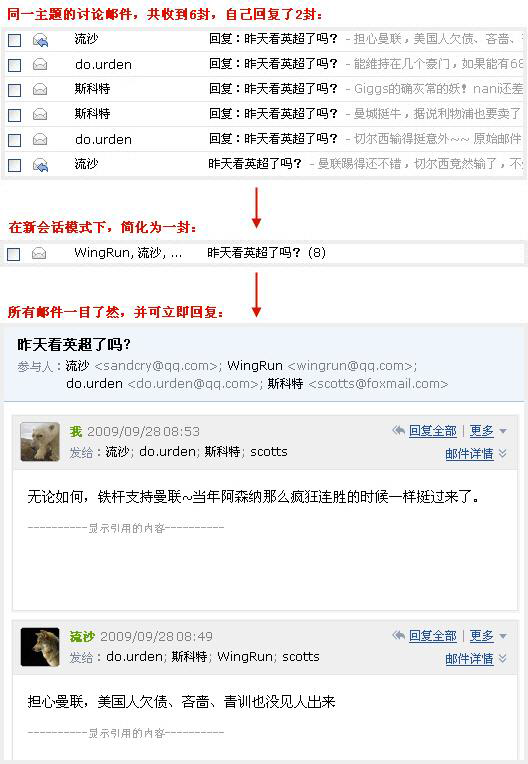 同一主题的讨论邮件，共收到6封，自己回复了2封：
流沙 回复：昨天看英超了吗？ - 担心曼联，美国人欠债、吝啬、
do.urden 回复：昨天看英超了吗？ - 能维持在几个豪门，如果能有68
斯科特 回复：昨天看英超了吗？ - Giggs的确灰常的妖！nani还差
斯科特 回复：昨天看英超了吗？ - 曼城挺牛，据说利物浦也要卖了
do.urden 回复：昨天看英超了吗？ - 切尔西输得挺意外~~ 原始邮件
流沙 昨天看英超了吗？ - 曼联踢得还不错，切尔西竟然输了，不
在新会话模式下，简化为一封：
WingRun, 流沙, ... 昨天看英超了吗？ (8)
所有邮件一目了然，并可立即回复：
昨天看英超了吗？
参与人：流沙 <sandcry@qq.com>; WingRun <wingrun@qq.com>;
do.urden <do.urden@qq.com>; 斯科特 <scotts@foxmail.com>
我 2009/09/28 08:53 回复全部 | 更多
发给：流沙; do.urden; 斯科特; scotts 邮件详情
无论如何，铁杆支持曼联~当年阿森纳那么疯狂连胜的时候一样挺过来了。
----------显示引用的内容----------
流沙 2009/09/28 08:49 回复全部 | 更多
发给：do.urden; 斯科特; WingRun; scotts 邮件详情
担心曼联，美国人欠债、吝啬、青训也没见人出来
----------显示引用的内容----------